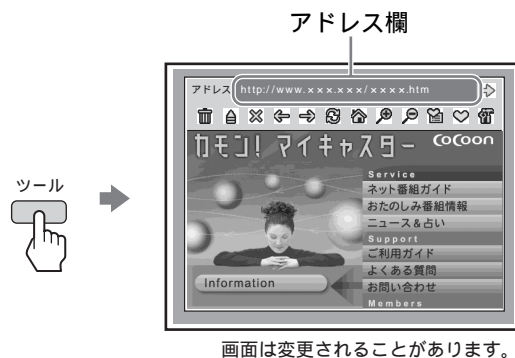 アドレス欄
アドレス http://www.×××.×××/××××.htm
カモン! マイキャスター CoCoon
Service
ネット番組ガイド
おたのしみ番組情報
ニュース&占い
Support
ご利用ガイド
よくある質問
お問い合わせ
Members
Information
ツール
画面は変更されることがあります。